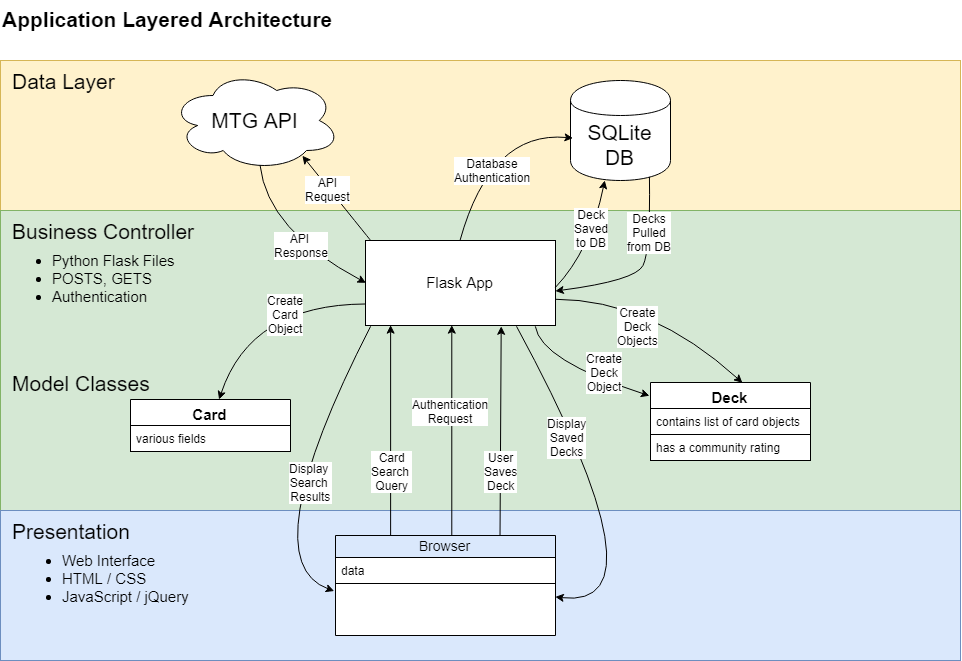 Application Layered Architecture
Data Layer
MTG API
SQLite
DB
Database
Authentication
API
Request
Deck
Saved
to DB
Decks
Pulled
from DB
Business Controller
Python Flask Files
POSTS, GETS
Authentication
API
Response
Flask App
Create
Card
Object
Create
Deck
Objects
Create
Deck
Object
Model Classes
Card
various fields
Deck
contains list of card objects
has a community rating
Authentication
Request
Display
Saved
Decks
Display
Search
Results
Card
Search
Query
User
Saves
Deck
Presentation
Web Interface
HTML / CSS
JavaScript / jQuery
Browser
data